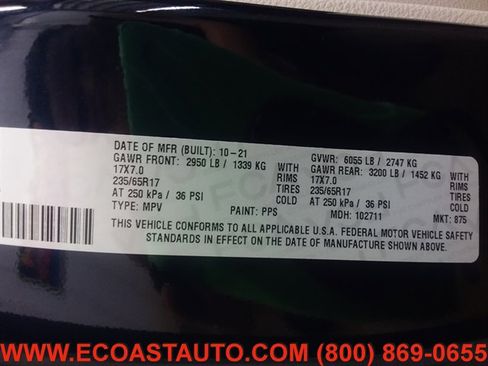 DATE OF MFR (BUILT): 10-21 GVWR: 6055 LB / 2747 KG
GAWR FRONT: 2950 LB / 1339 KG WITH GAWR REAR: 3200 LB / 1452 KG WITH
17X7.0 RIMS 17X7.0 RIMS
235/65R17 TIRES 235/65R17 TIRES
AT 250 kPa / 36 PSI COLD AT 250 kPa / 36 PSI COLD
TYPE: MPV PAINT: PPS MDH: 102711 MKT: 875
THIS VEHICLE CONFORMS TO ALL APPLICABLE U.S.A. FEDERAL MOTOR VEHICLE SAFETY
STANDARDS IN EFFECT ON THE DATE OF MANUFACTURE SHOWN ABOVE.
WWW.ECOASTAUTO.COM (800) 869-0655